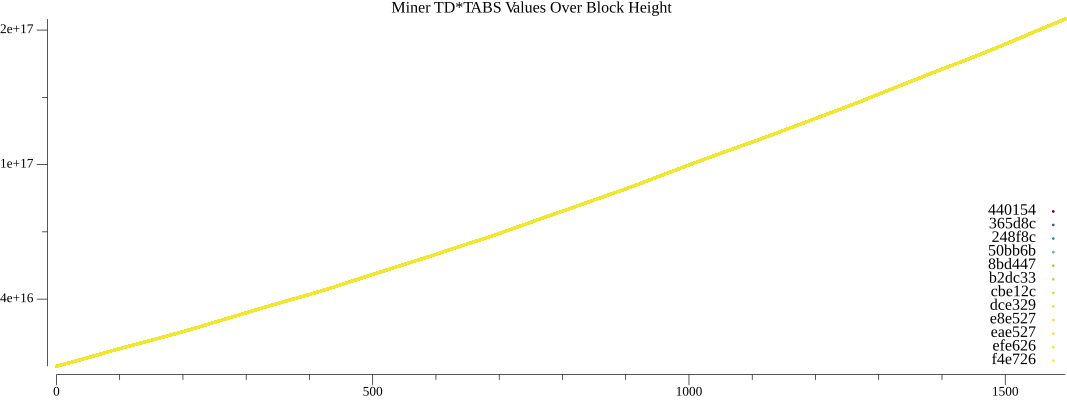 Miner TD*TABS Values Over Block Height
2e+17
1e+17
4e+16
440154
365d8c
248f8c
50bb6b
8bd447
b2dc33
cbe12c
dce329
e8e527
eae527
efe626
f4e726
0 500 1000 1500